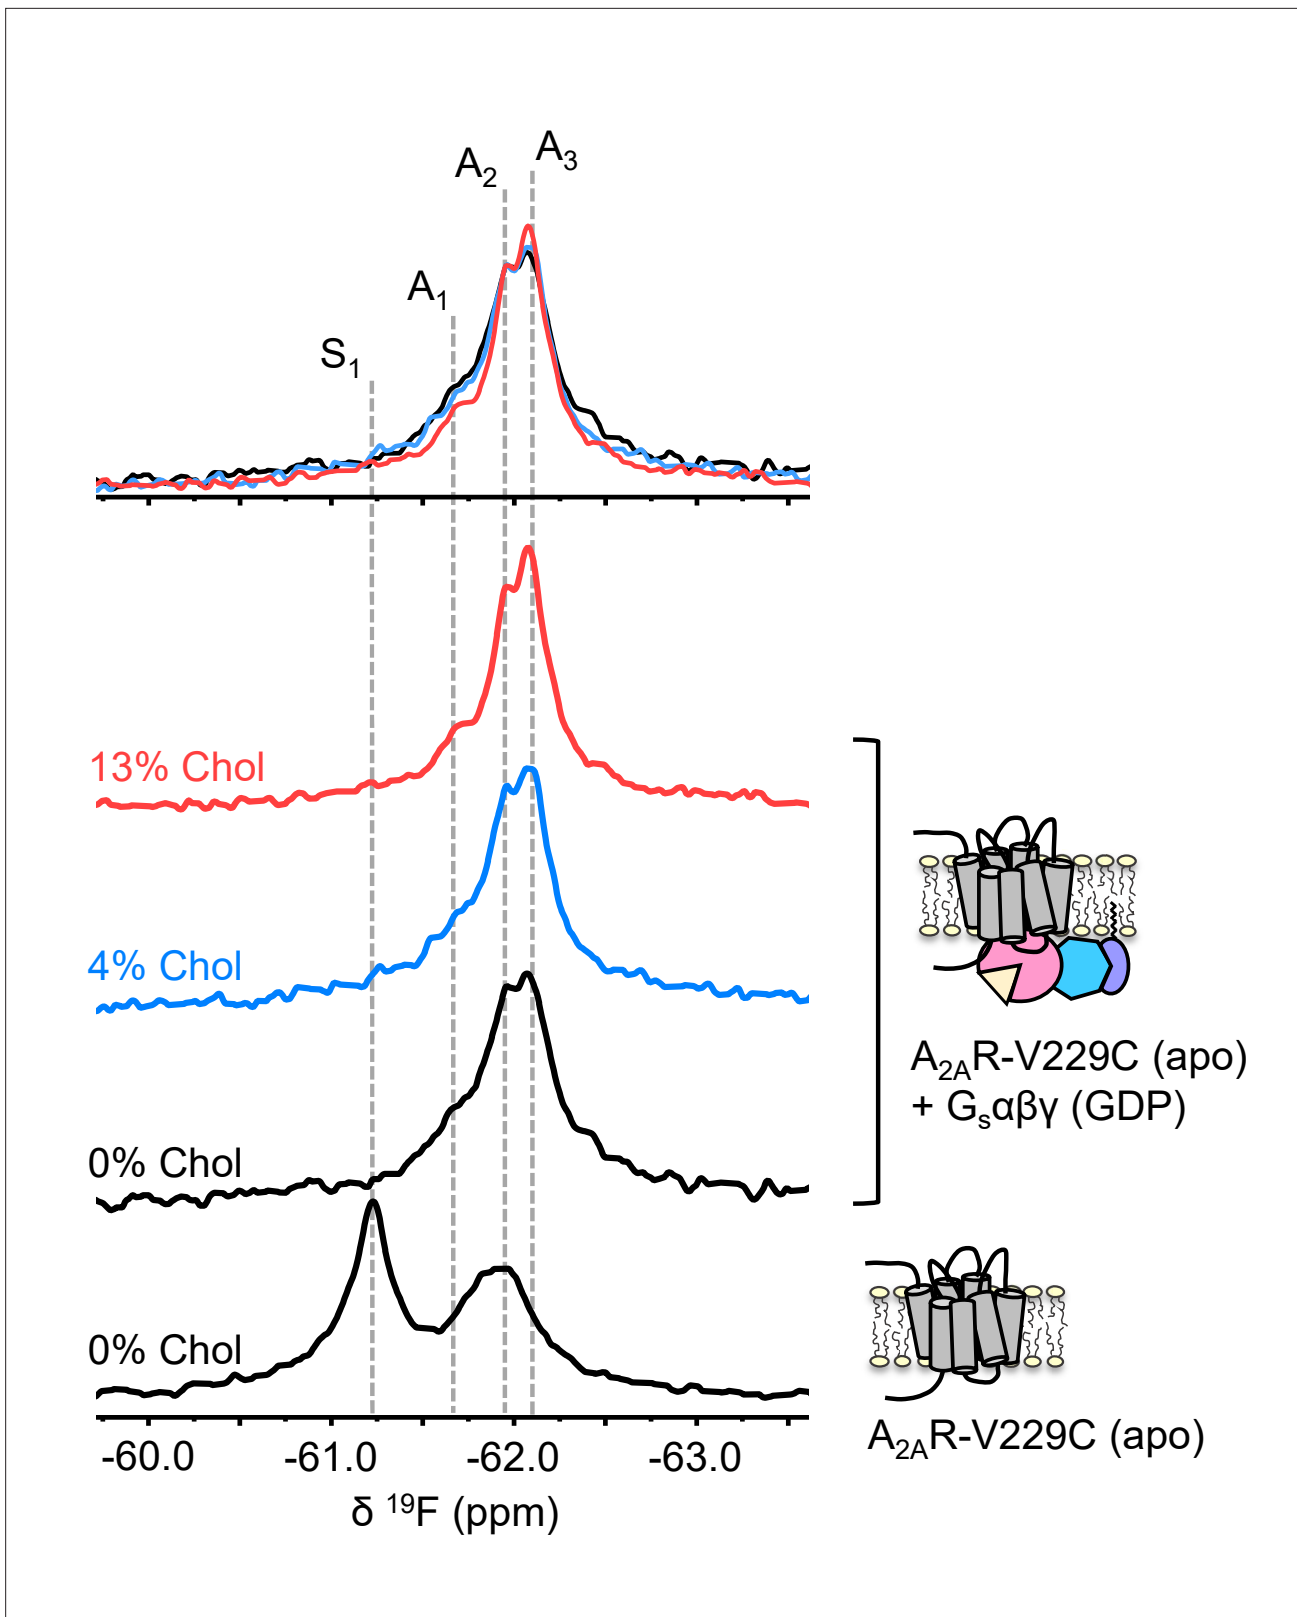 A₃
A₂
A₁
S₁
13% Chol
4% Chol
A₂ₐR-V229C (apo)
+ Gₛαβγ (GDP)
0% Chol
0% Chol
-60.0 -61.0 -62.0 -63.0
A₂ₐR-V229C (apo)
δ ¹⁹F (ppm)